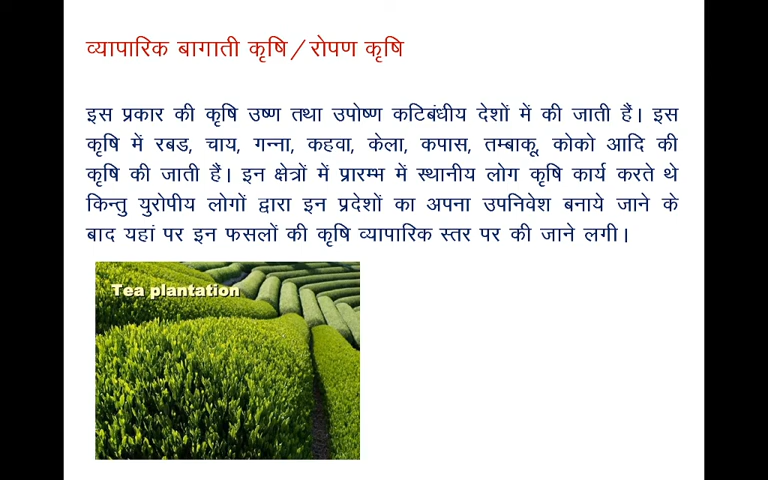 व्यापारिक बागाती कृषि/रोपण कृषि
इस प्रकार की कृषि उष्ण तथा उपोष्ण कटिबंधीय देशों में की जाती हैं। इस
कृषि में रबड, चाय, गन्ना, कहवा, केला, कपास, तम्बाकू, कोको आदि की
कृषि की जाती हैं। इन क्षेत्रों में प्रारम्भ में स्थानीय लोग कृषि कार्य करते थे
किन्तु युरोपीय लोगों द्वारा इन प्रदेशों का अपना उपनिवेश बनाये जाने के
बाद यहां पर इन फसलों की कृषि व्यापारिक स्तर पर की जाने लगी।
Tea plantation